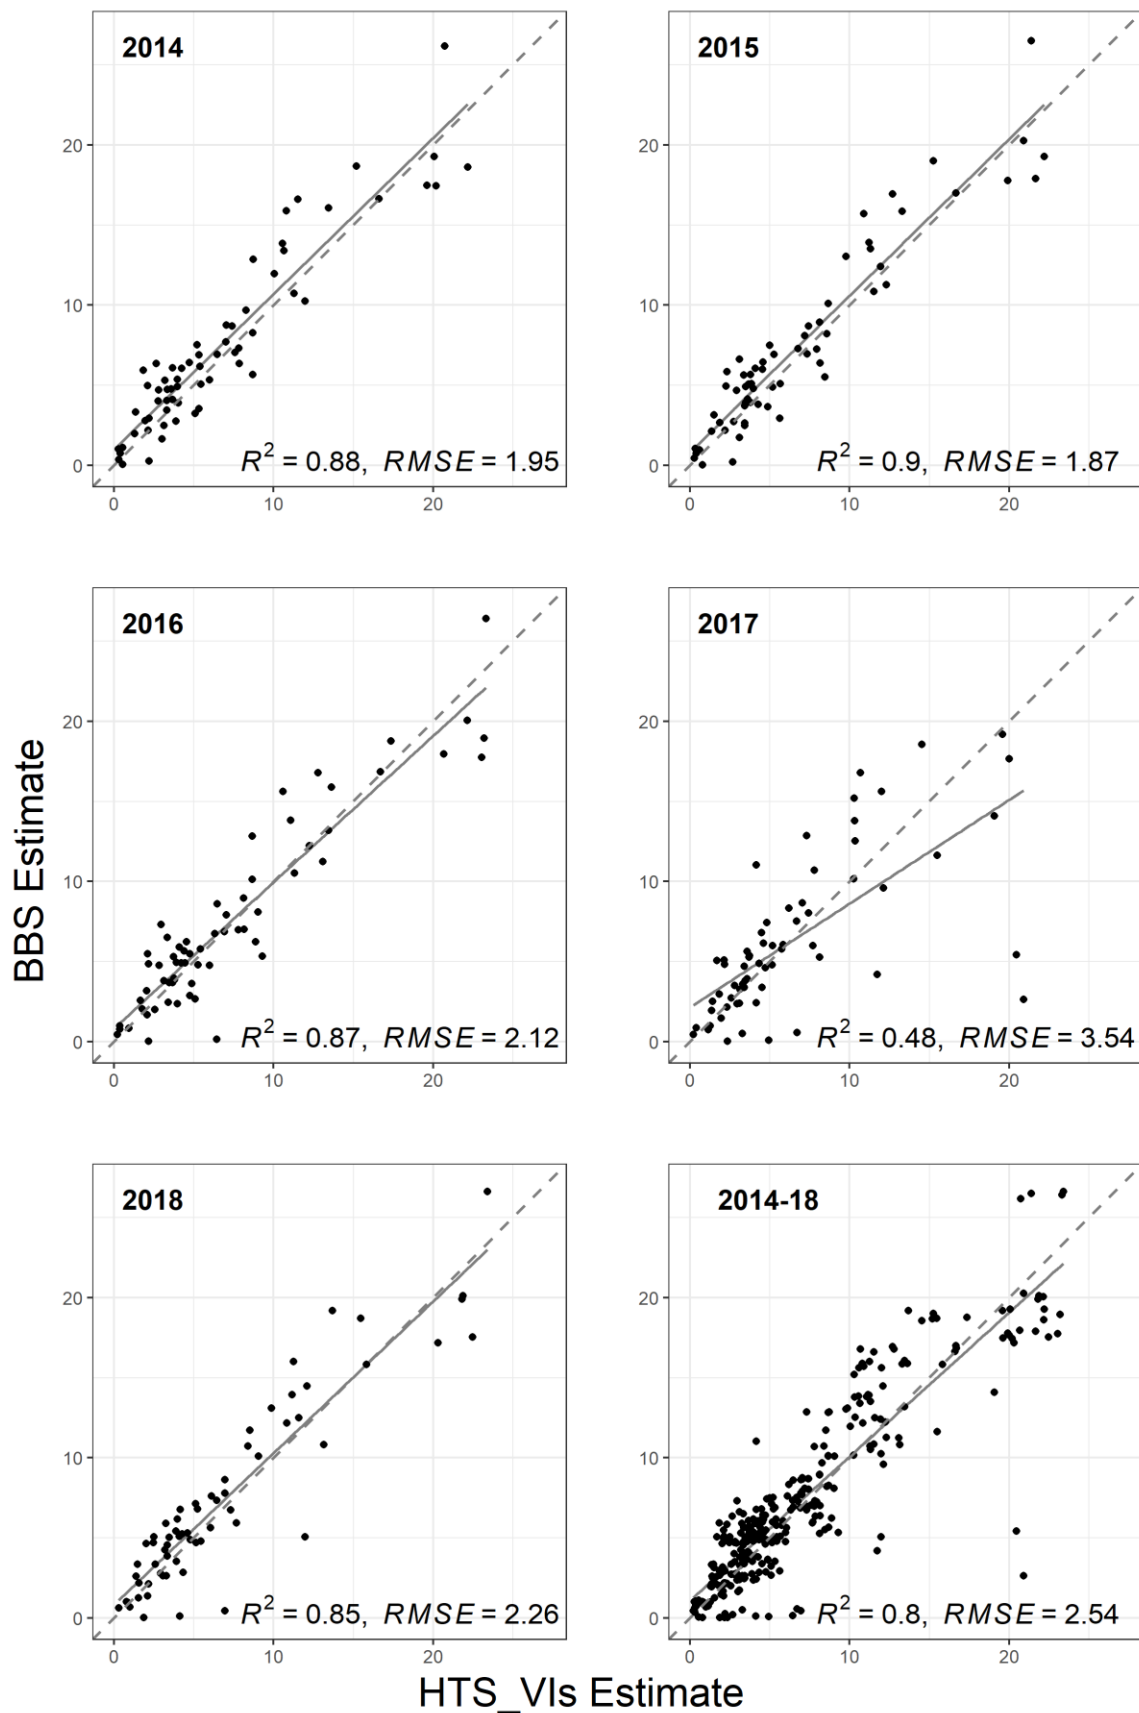 2014
20
10
0
R² = 0.88, RMSE = 1.95
0 10 20
2015
20
10
0
R² = 0.9, RMSE = 1.87
0 10 20
BBS Estimate
2016
20
10
0
R² = 0.87, RMSE = 2.12
0 10 20
2017
20
10
0
R² = 0.48, RMSE = 3.54
0 10 20
2018
20
10
0
R² = 0.85, RMSE = 2.26
0 10 20
2014-18
20
10
0
R² = 0.8, RMSE = 2.54
0 10 20
HTS_VIs Estimate